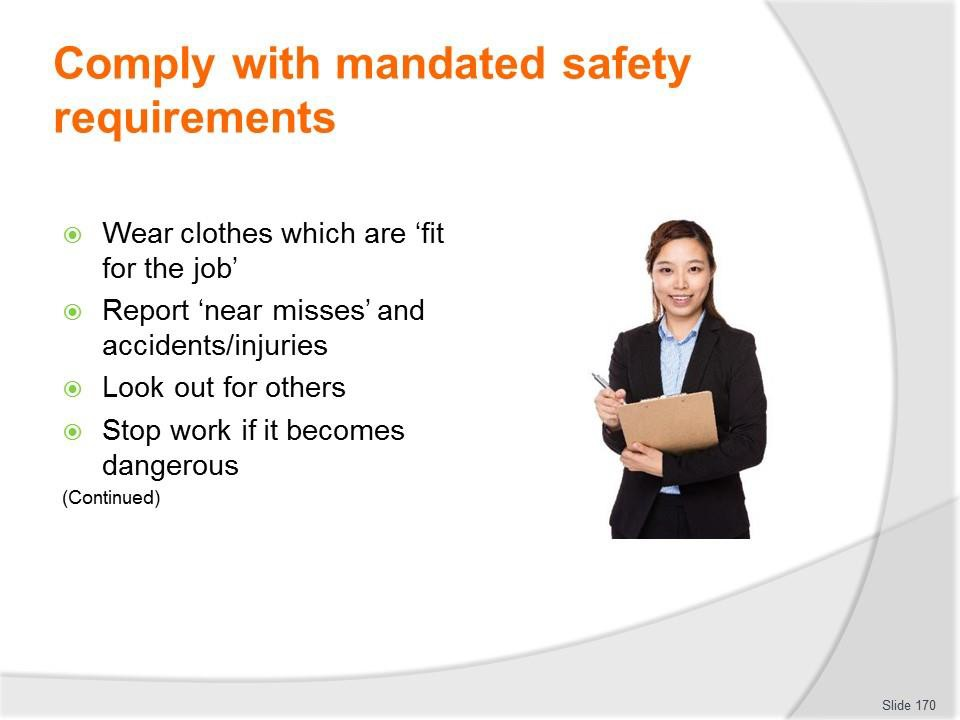 Comply with mandated safety
requirements
Wear clothes which are ‘fit
for the job’
Report ‘near misses’ and
accidents/injuries
Look out for others
Stop work if it becomes
dangerous
(Continued)
Slide 170